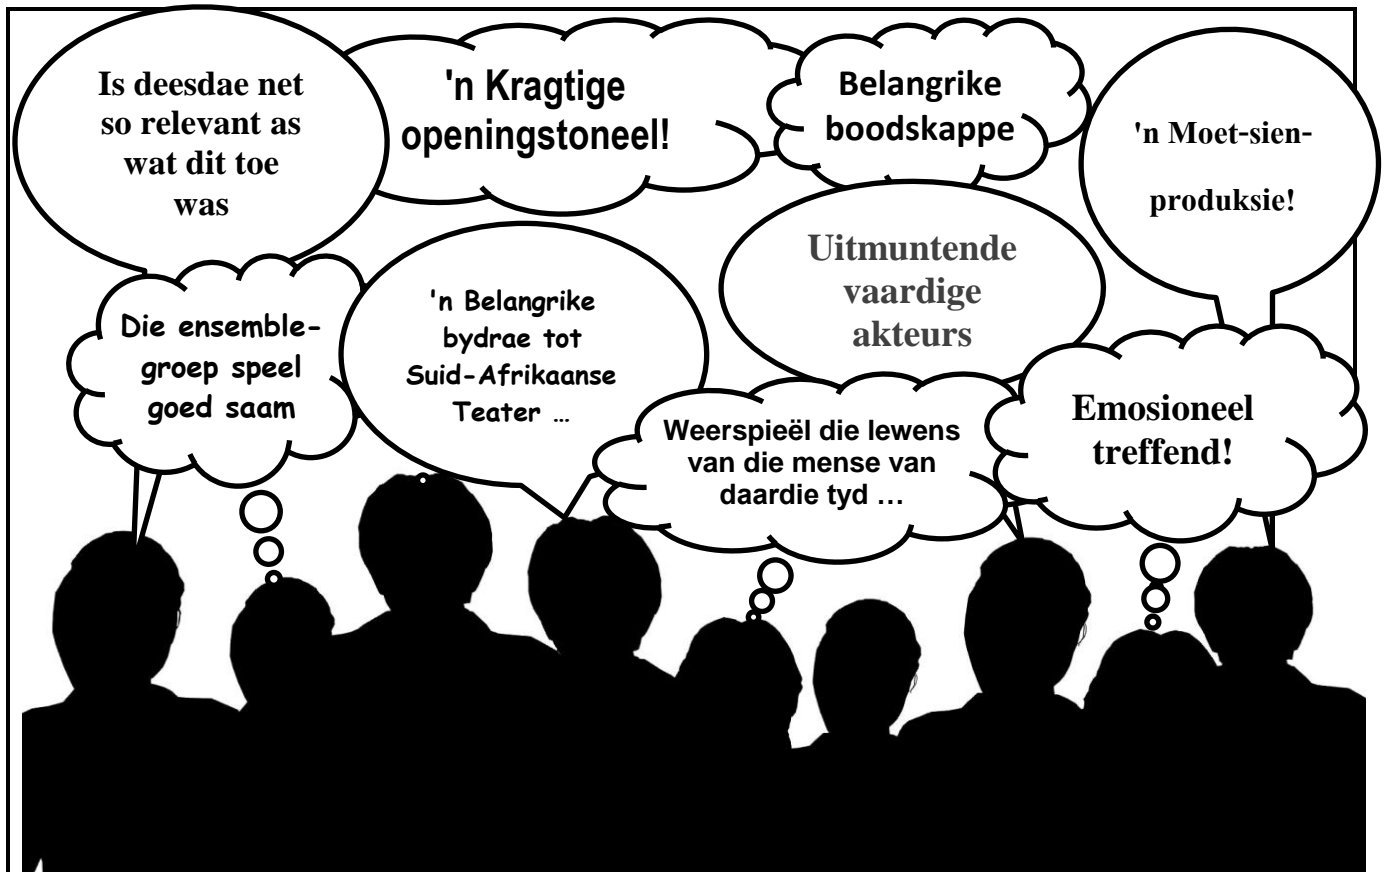 Is deesdae net
so relevant as
wat dit toe
was
'n Kragtige
openingstoneel!
Belangrike
boodskappe
'n Moet-sien-
produksie!
Die ensemble-
groep speel
goed saam
'n Belangrike
bydrae tot
Suid-Afrikaanse
Teater …
Uitmuntende
vaardige
akteurs
Weerspieël die lewens
van die mense van
daardie tyd …
Emosioneel
treffend!